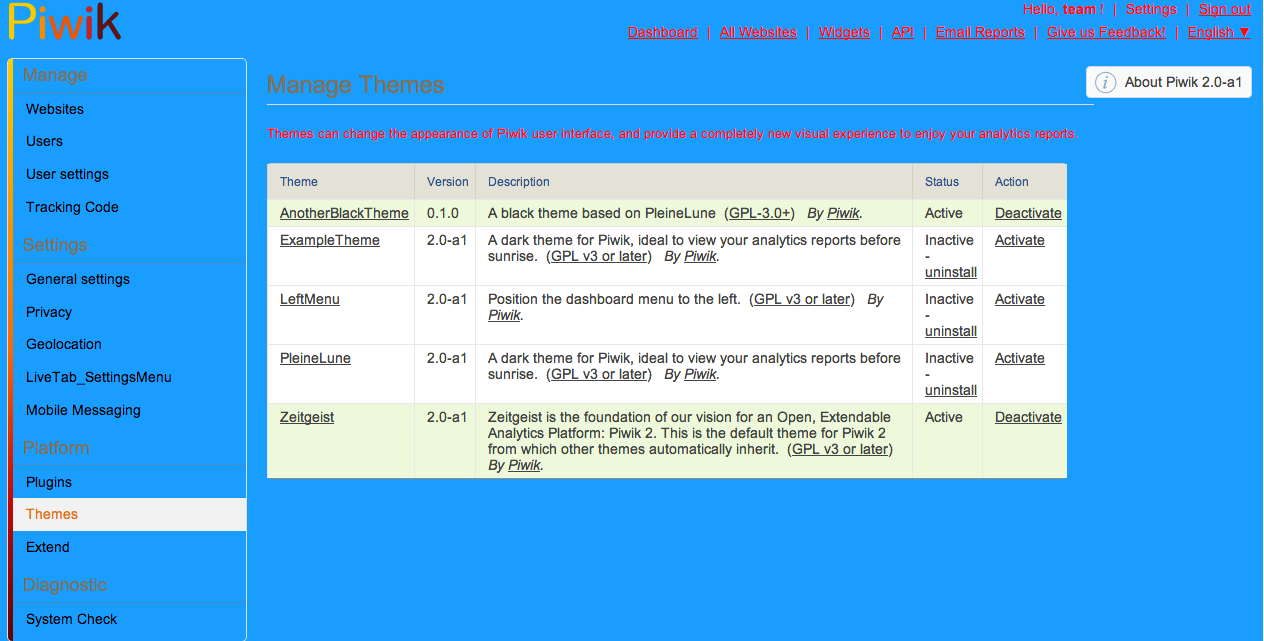 Piwik
Hello, team ! | Settings | Sign out
Dashboard | All Websites | Widgets | API | Email Reports | Give us Feedback! | English ▼
Manage
Websites
Users
User settings
Tracking Code
Settings
General settings
Privacy
Geolocation
LiveTab_SettingsMenu
Mobile Messaging
Platform
Plugins
Themes
Extend
Diagnostic
System Check
Manage Themes
i About Piwik 2.0-a1
Themes can change the appearance of Piwik user interface, and provide a completely new visual experience to enjoy your analytics reports.
Theme Version Description Status Action
AnotherBlackTheme 0.1.0 A black theme based on PleineLune (GPL-3.0+) By Piwik. Active Deactivate
ExampleTheme 2.0-a1 A dark theme for Piwik, ideal to view your analytics reports before Inactive Activate
sunrise. (GPL v3 or later) By Piwik. -
uninstall
LeftMenu 2.0-a1 Position the dashboard menu to the left. (GPL v3 or later) By Inactive Activate
Piwik. -
uninstall
PleineLune 2.0-a1 A dark theme for Piwik, ideal to view your analytics reports before Inactive Activate
sunrise. (GPL v3 or later) By Piwik. -
uninstall
Zeitgeist 2.0-a1 Zeitgeist is the foundation of our vision for an Open, Extendable Active Deactivate
Analytics Platform: Piwik 2. This is the default theme for Piwik 2
from which other themes automatically inherit. (GPL v3 or later)
By Piwik.